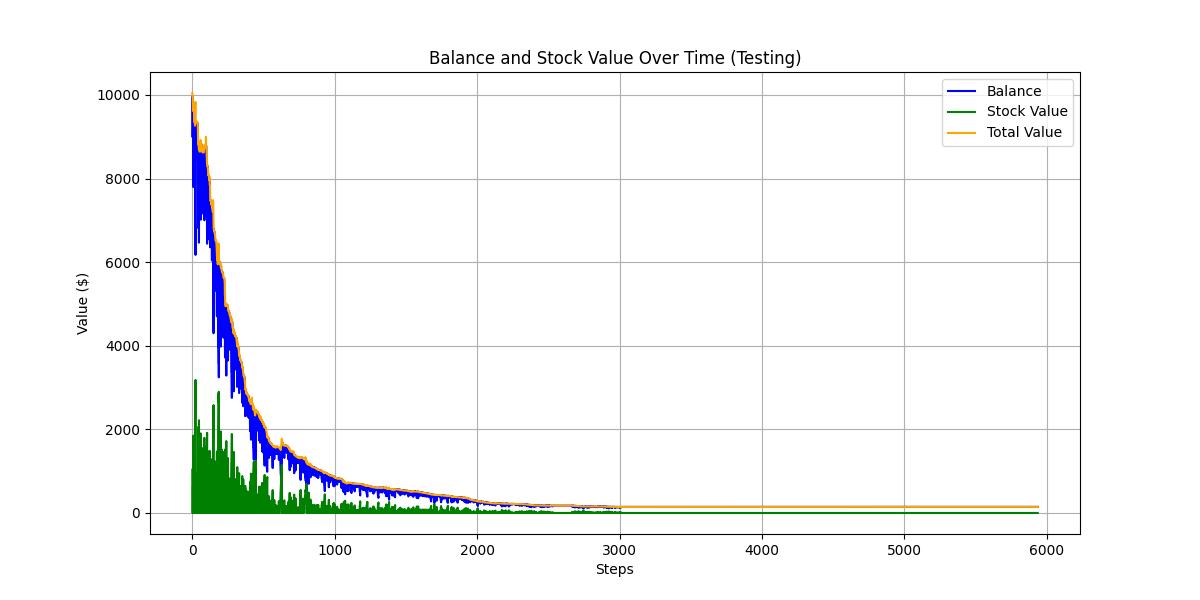 Balance and Stock Value Over Time (Testing)
Balance
Stock Value
Total Value
Value ($)
10000
8000
6000
4000
2000
0
0 1000 2000 3000 4000 5000 6000
Steps